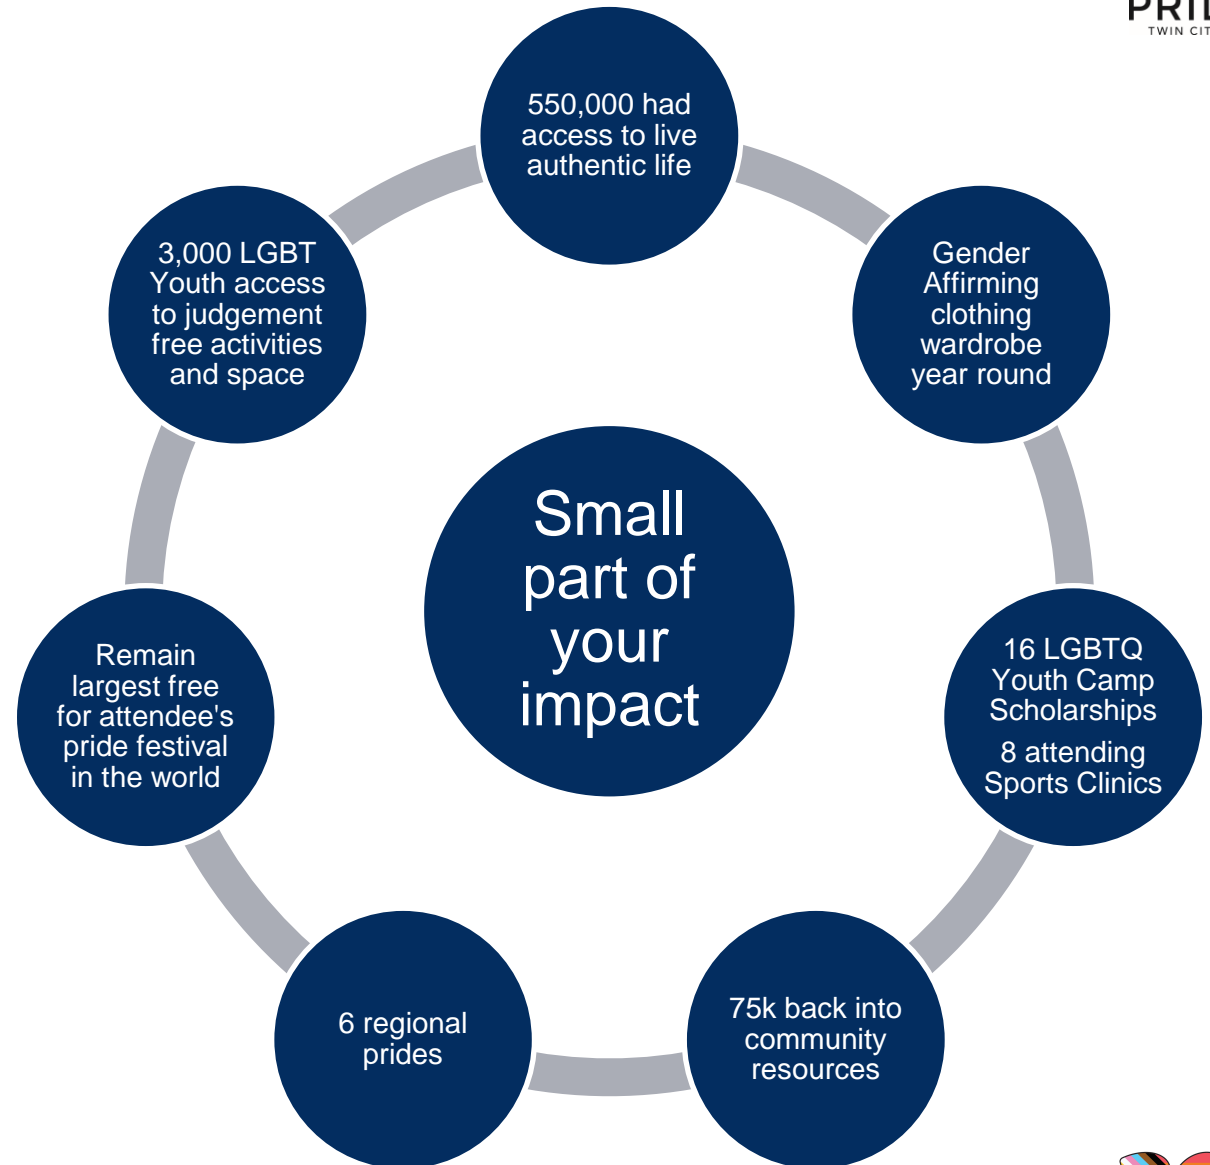 TWIN CIT
550,000 had
access to live
authentic life
Gender
Affirming
clothing
wardrobe
year round
16 LGBTQ
Youth Camp
Scholarships
8 attending
Sports Clinics
75k back into
community
resources
6 regional
prides
Remain
largest free
for attendee's
pride festival
in the world
3,000 LGBT
Youth access
to judgement
free activities
and space
Small
part of
your
impact